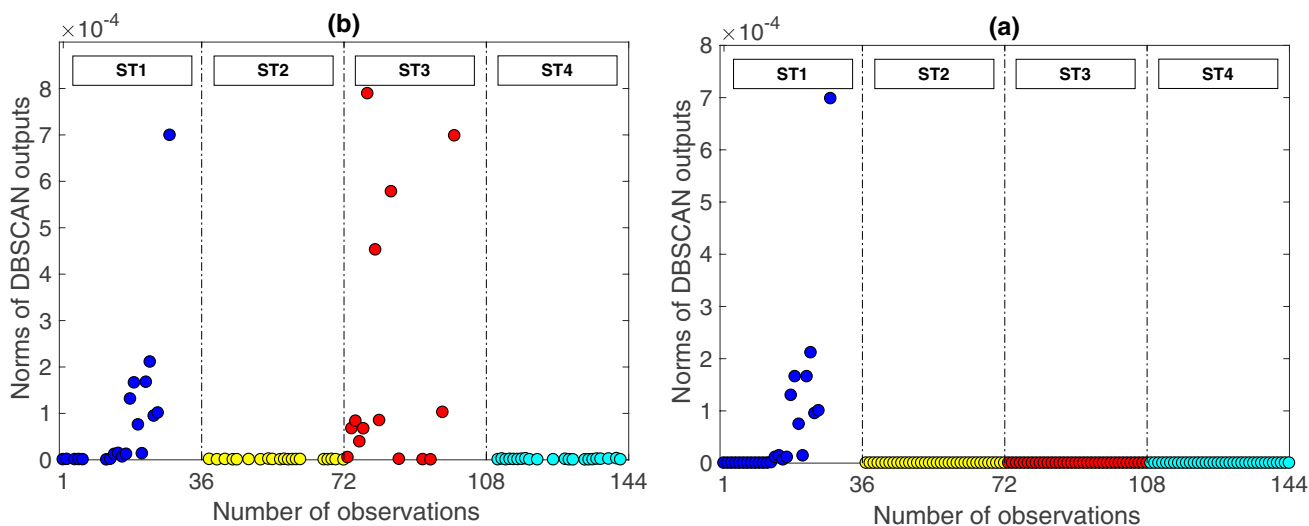 (b)
×10⁻⁴
ST1 ST2 ST3 ST4
8
7
6
5
4
3
2
1
0
1 36 72 108 144
Norms of DBSCAN outputs
Number of observations
(a)
×10⁻⁴
8
ST1 ST2 ST3 ST4
7
6
5
4
3
2
1
0
1 36 72 108 144
Norms of DBSCAN outputs
Number of observations